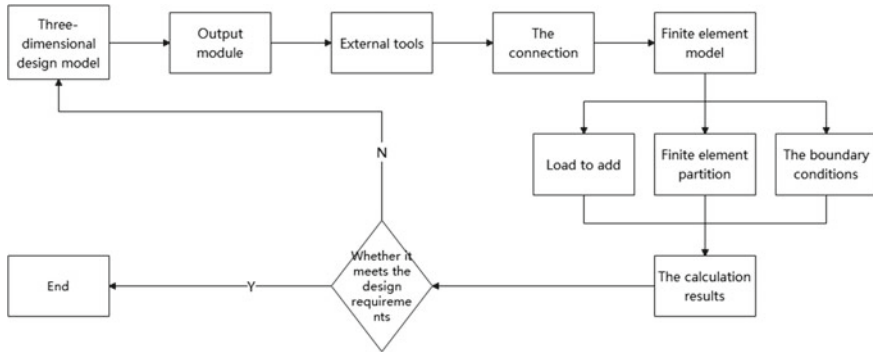 Three-
dimensional
design model
Output
module
External tools
The
connection
Finite element
model
N
Load to add
Finite element
partition
The boundary
conditions
End
Y
Whether it
meets the
design
requireme
nts
The calculation
results